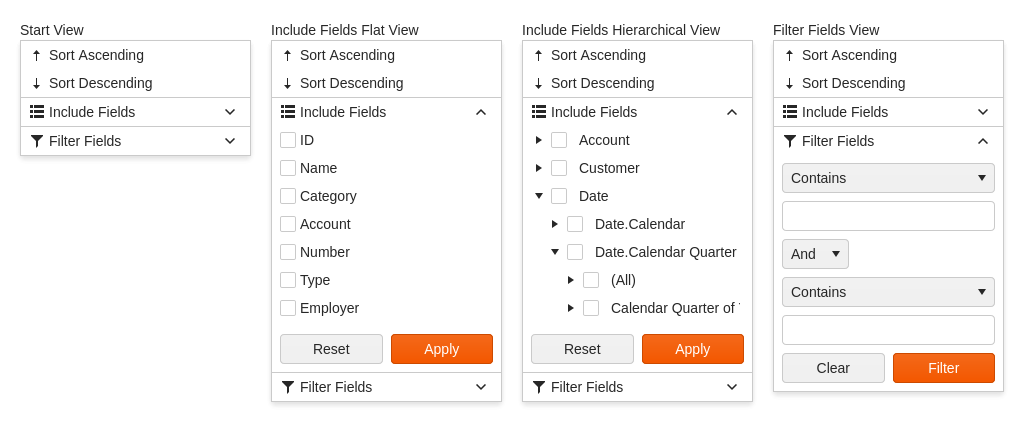 Start View
Sort Ascending
Sort Descending
Include Fields
Filter Fields
Include Fields Flat View
Sort Ascending
Sort Descending
Include Fields
ID
Name
Category
Account
Number
Type
Employer
Reset
Apply
Filter Fields
Include Fields Hierarchical View
Sort Ascending
Sort Descending
Include Fields
Account
Customer
Date
Date.Calendar
Date.Calendar Quarter
(All)
Calendar Quarter of
Reset
Apply
Filter Fields
Filter Fields View
Sort Ascending
Sort Descending
Include Fields
Filter Fields
Contains
And
Contains
Clear
Filter